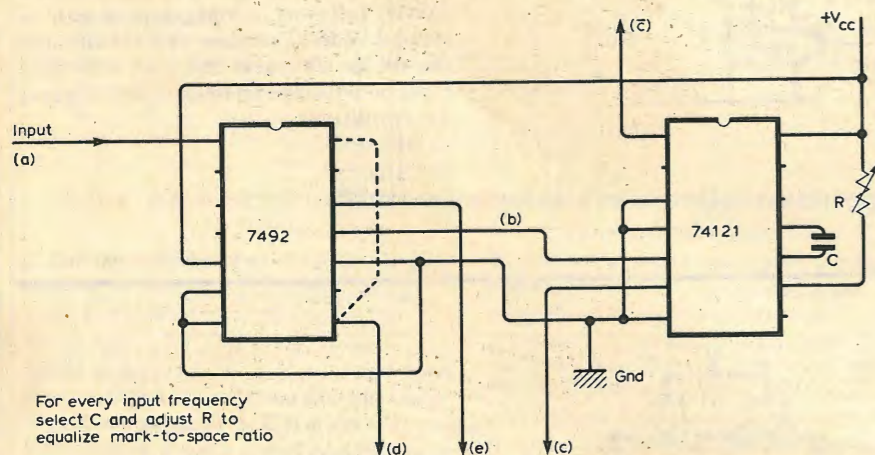 (c̄)
+Vcc
Input
(a)
7492
(b)
74121
R
C
Gnd
For every input frequency
select C and adjust R to
equalize mark-to-space ratio
(d)
(e)
(c)